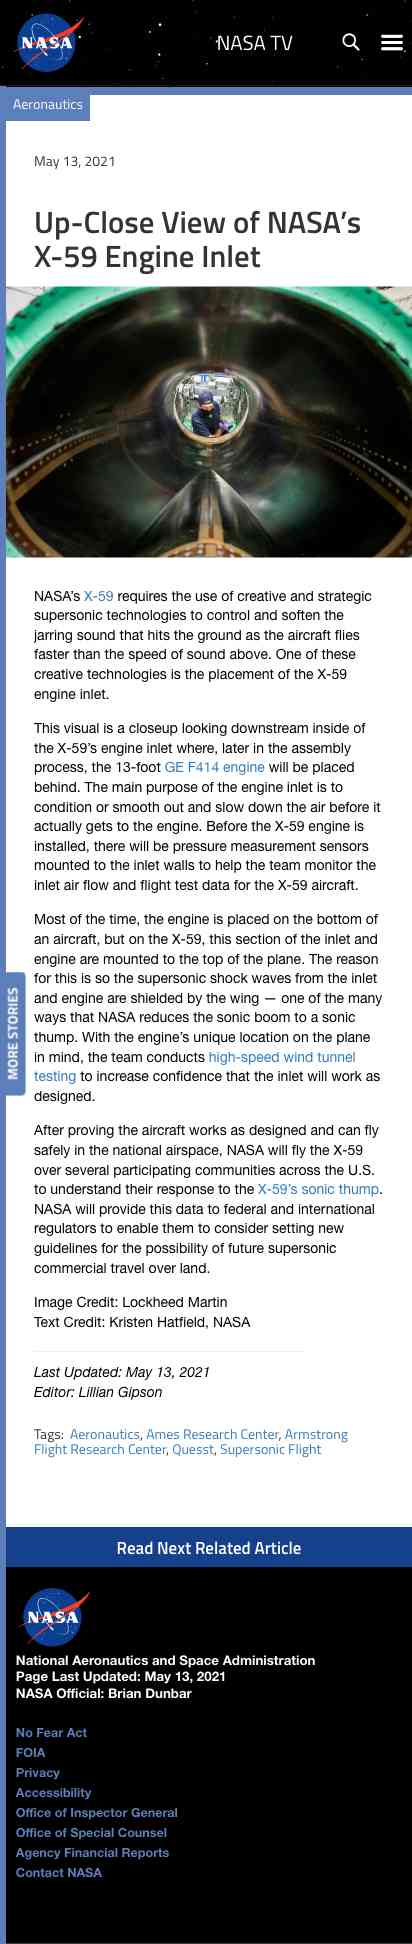 NASA
NASA TV
Aeronautics
May 13, 2021
Up-Close View of NASA’s
X-59 Engine Inlet
NASA’s X-59 requires the use of creative and strategic
supersonic technologies to control and soften the
jarring sound that hits the ground as the aircraft flies
faster than the speed of sound above. One of these
creative technologies is the placement of the X-59
engine inlet.
This visual is a closeup looking downstream inside of
the X-59’s engine inlet where, later in the assembly
process, the 13-foot GE F414 engine will be placed
behind. The main purpose of the engine inlet is to
condition or smooth out and slow down the air before it
actually gets to the engine. Before the X-59 engine is
installed, there will be pressure measurement sensors
mounted to the inlet walls to help the team monitor the
inlet air flow and flight test data for the X-59 aircraft.
Most of the time, the engine is placed on the bottom of
an aircraft, but on the X-59, this section of the inlet and
engine are mounted to the top of the plane. The reason
for this is so the supersonic shock waves from the inlet
and engine are shielded by the wing — one of the many
ways that NASA reduces the sonic boom to a sonic
thump. With the engine’s unique location on the plane
in mind, the team conducts high-speed wind tunnel
testing to increase confidence that the inlet will work as
designed.
MORE STORIES
After proving the aircraft works as designed and can fly
safely in the national airspace, NASA will fly the X-59
over several participating communities across the U.S.
to understand their response to the X-59’s sonic thump.
NASA will provide this data to federal and international
regulators to enable them to consider setting new
guidelines for the possibility of future supersonic
commercial travel over land.
Image Credit: Lockheed Martin
Text Credit: Kristen Hatfield, NASA
Last Updated: May 13, 2021
Editor: Lillian Gipson
Tags: Aeronautics, Ames Research Center, Armstrong
Flight Research Center, Quesst, Supersonic Flight
Read Next Related Article
NASA
National Aeronautics and Space Administration
Page Last Updated: May 13, 2021
NASA Official: Brian Dunbar
No Fear Act
FOIA
Privacy
Accessibility
Office of Inspector General
Office of Special Counsel
Agency Financial Reports
Contact NASA